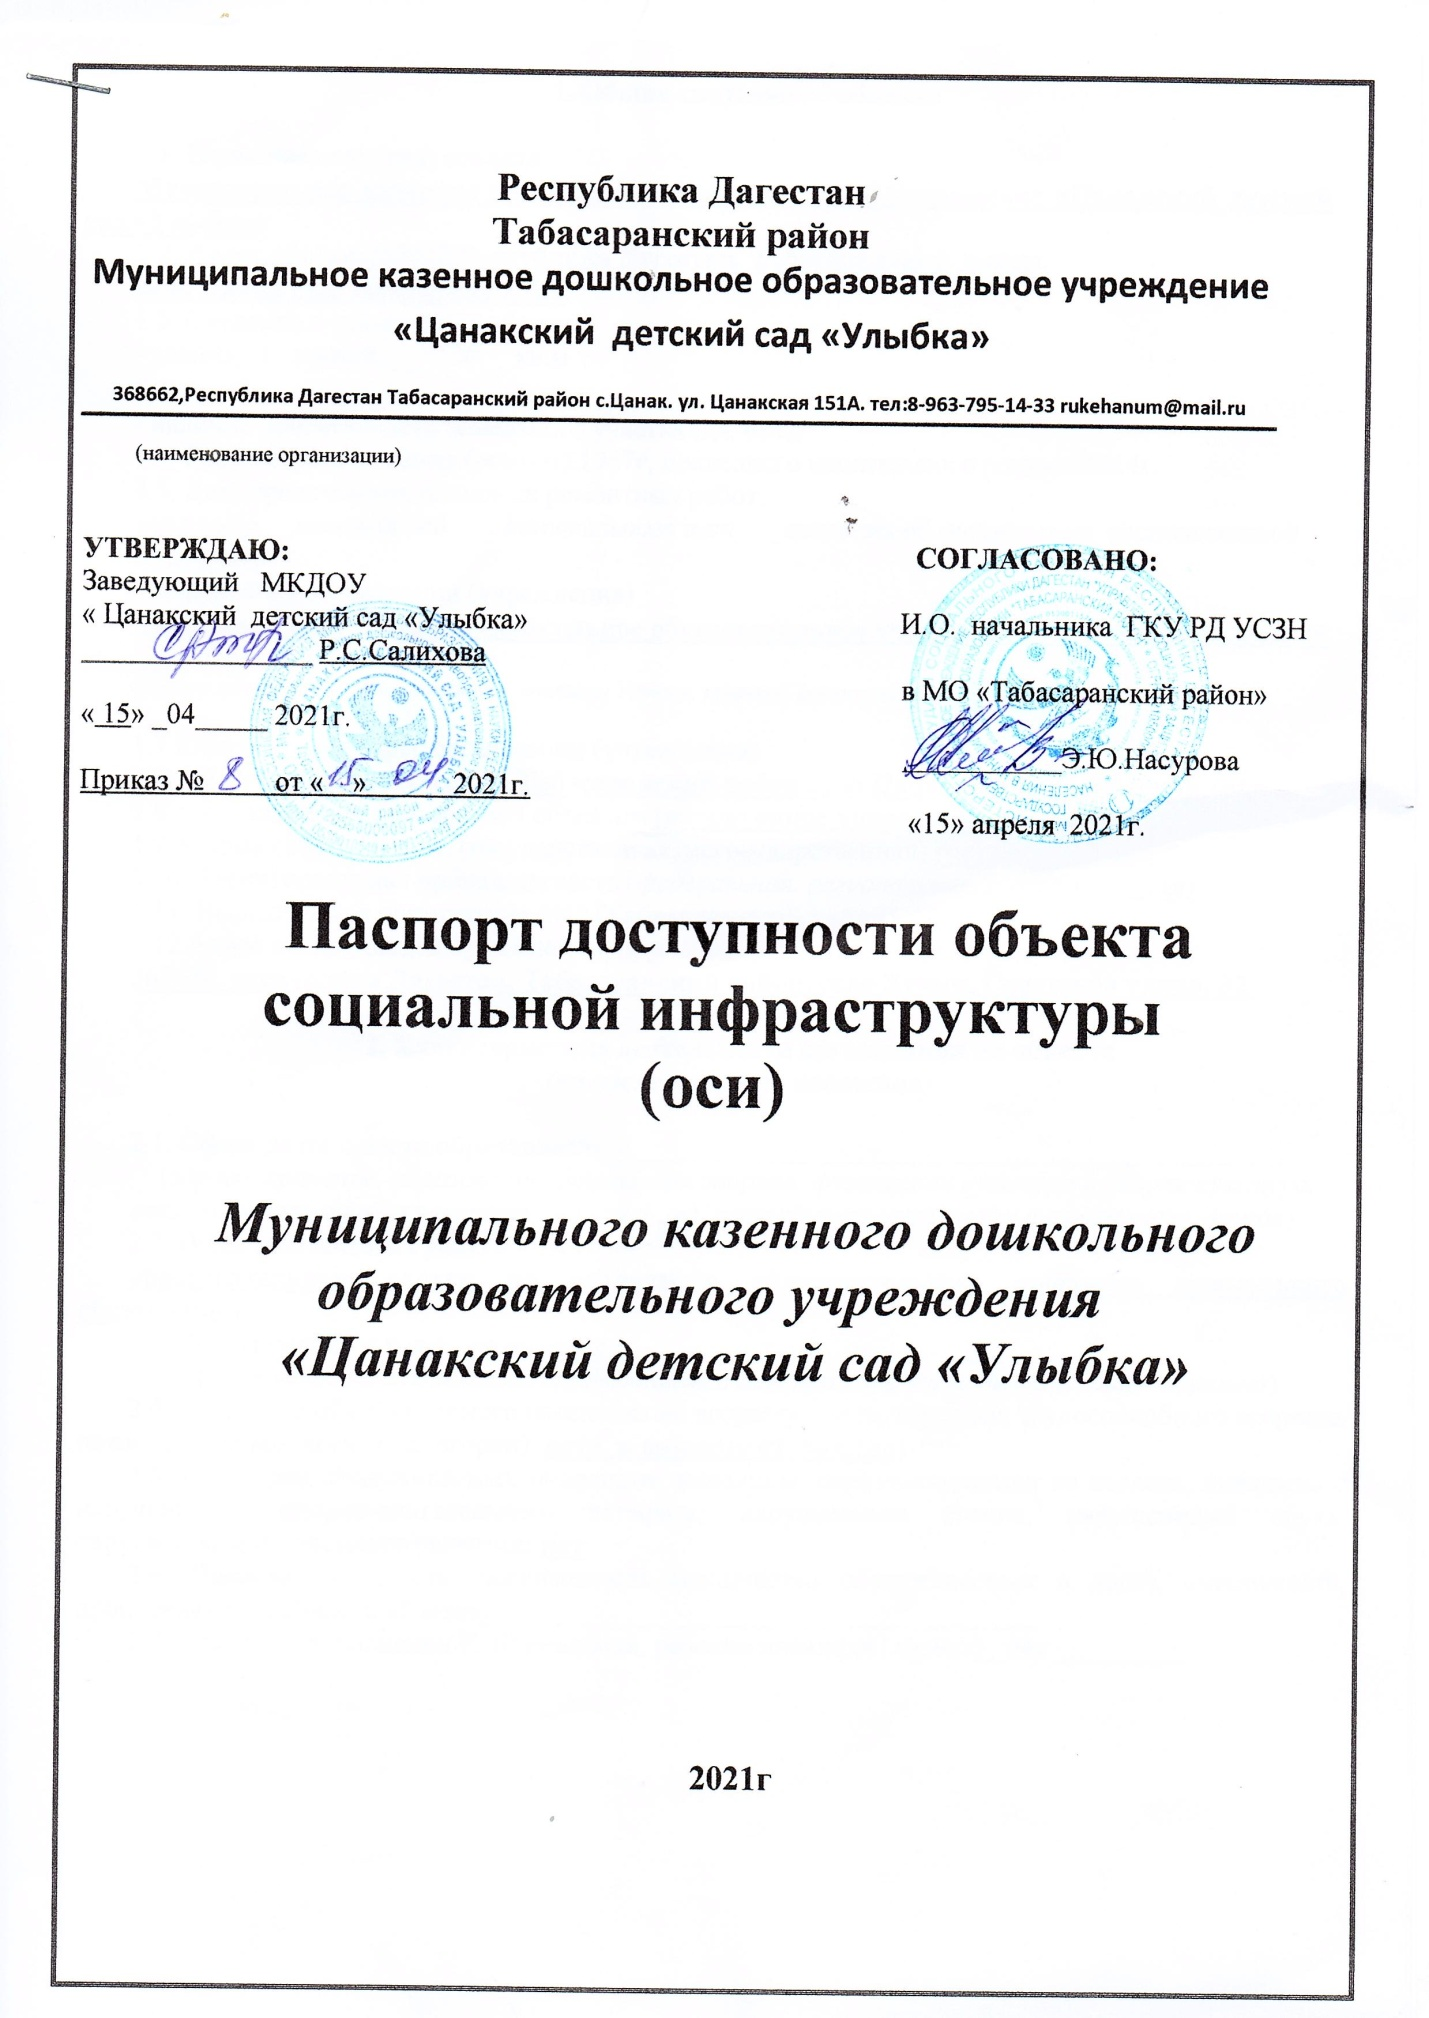 Республика Дагестан
Табасаранский район
Муниципальное казенное дошкольное образовательное учреждение
«Цанакский детский сад «Улыбка»
368662,Республика Дагестан Табасаранский район с.Цанак. ул. Цанакская 151А. тел:8-963-795-14-33 rukehanum@mail.ru
(наименование организации)
УТВЕРЖДАЮ:
Заведующий МКДОУ
« Цанакский детский сад «Улыбка»
________________ Р.С.Салихова
«_15» _04_____ 2021г.
Приказ № 8 от «15» 04 2021г.
СОГЛАСОВАНО:
И.О. начальника ГКУ РД УСЗН
в МО «Табасаранский район»
___________Э.Ю.Насурова
«15» апреля 2021г.
Паспорт доступности объекта
социальной инфраструктуры
(оси)
Муниципального казенного дошкольного
образовательного учреждения
«Цанакский детский сад «Улыбка»
2021г